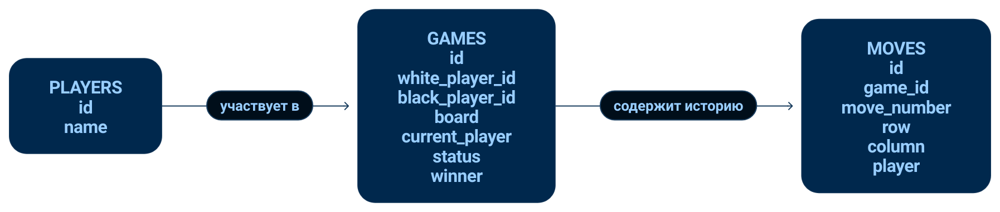 PLAYERS
id
name
участвует в
GAMES
id
white_player_id
black_player_id
board
current_player
status
winner
содержит историю
MOVES
id
game_id
move_number
row
column
player